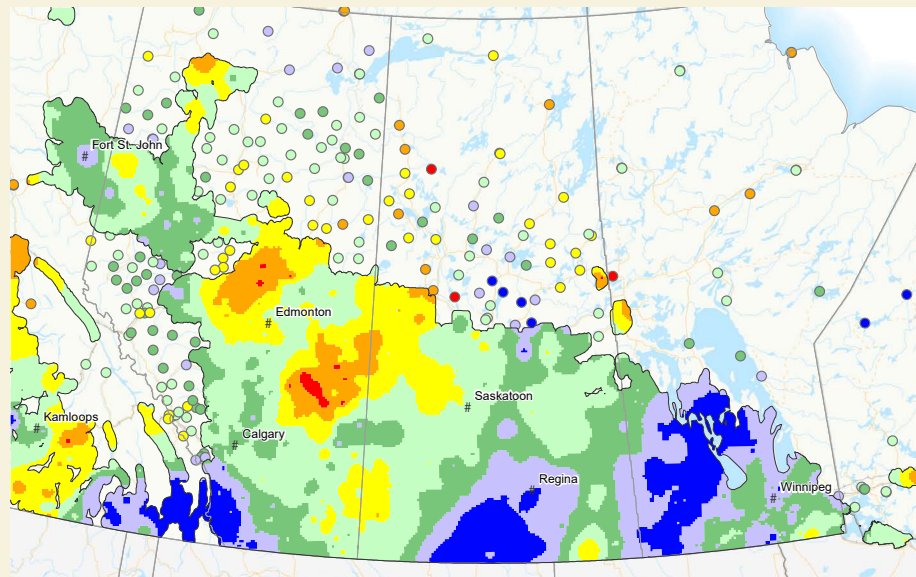 Fort St. John
#
Edmonton
#
Saskatoon
#
Kamloops
#
Calgary
#
Regina
#
Winnipeg
#